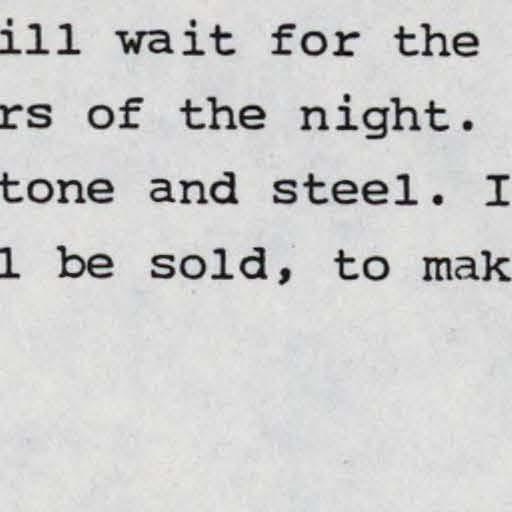 ill wait for the
rs of the night.
tone and steel. I
l be sold, to mak